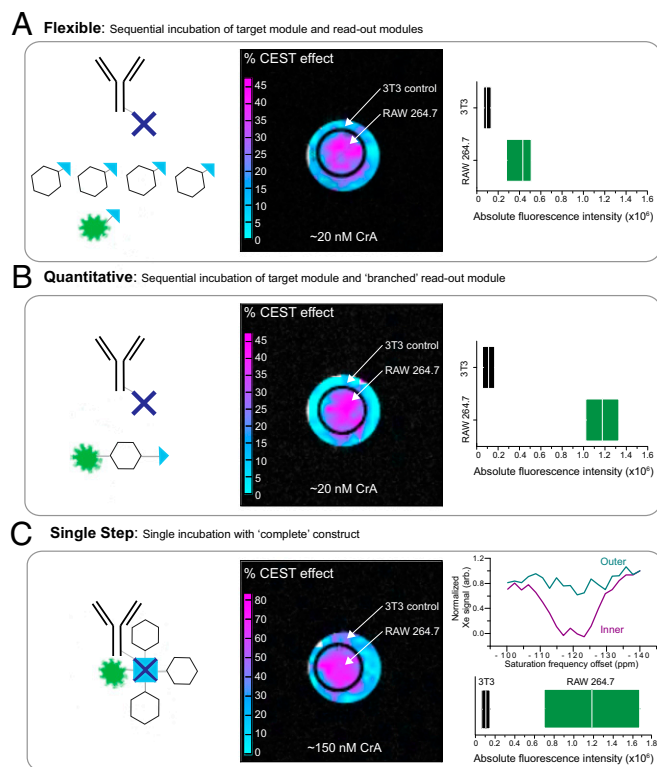 A Flexible: Sequential incubation of target module and read-out modules
% CEST effect
45
40
35
30
25
20
15
10
5
0
3T3 control
RAW 264.7
~20 nM CrA
3T3
RAW 264.7
0 0.2 0.4 0.6 0.8 1.0 1.2 1.4 1.6
Absolute fluorescence intensity (x10⁶)
B Quantitative: Sequential incubation of target module and ‘branched’ read-out module
% CEST effect
45
40
35
30
25
20
15
10
5
0
3T3 control
RAW 264.7
~20 nM CrA
3T3
RAW 264.7
0 0.2 0.4 0.6 0.8 1.0 1.2 1.4 1.6
Absolute fluorescence intensity (x10⁶)
C Single Step: Single incubation with ‘complete’ construct
% CEST effect
80
70
60
50
40
30
20
10
0
3T3 control
RAW 264.7
~150 nM CrA
Normalized
Xe signal (arb.)
1.2
0.8
0.4
0.0
Outer
Inner
- 100 - 110 - 120 - 130 - 140
Saturation frequency offset (ppm)
3T3 RAW 264.7
0 0.2 0.4 0.6 0.8 1.0 1.2 1.4 1.6
Absolute fluorescence intensity (x10⁶)